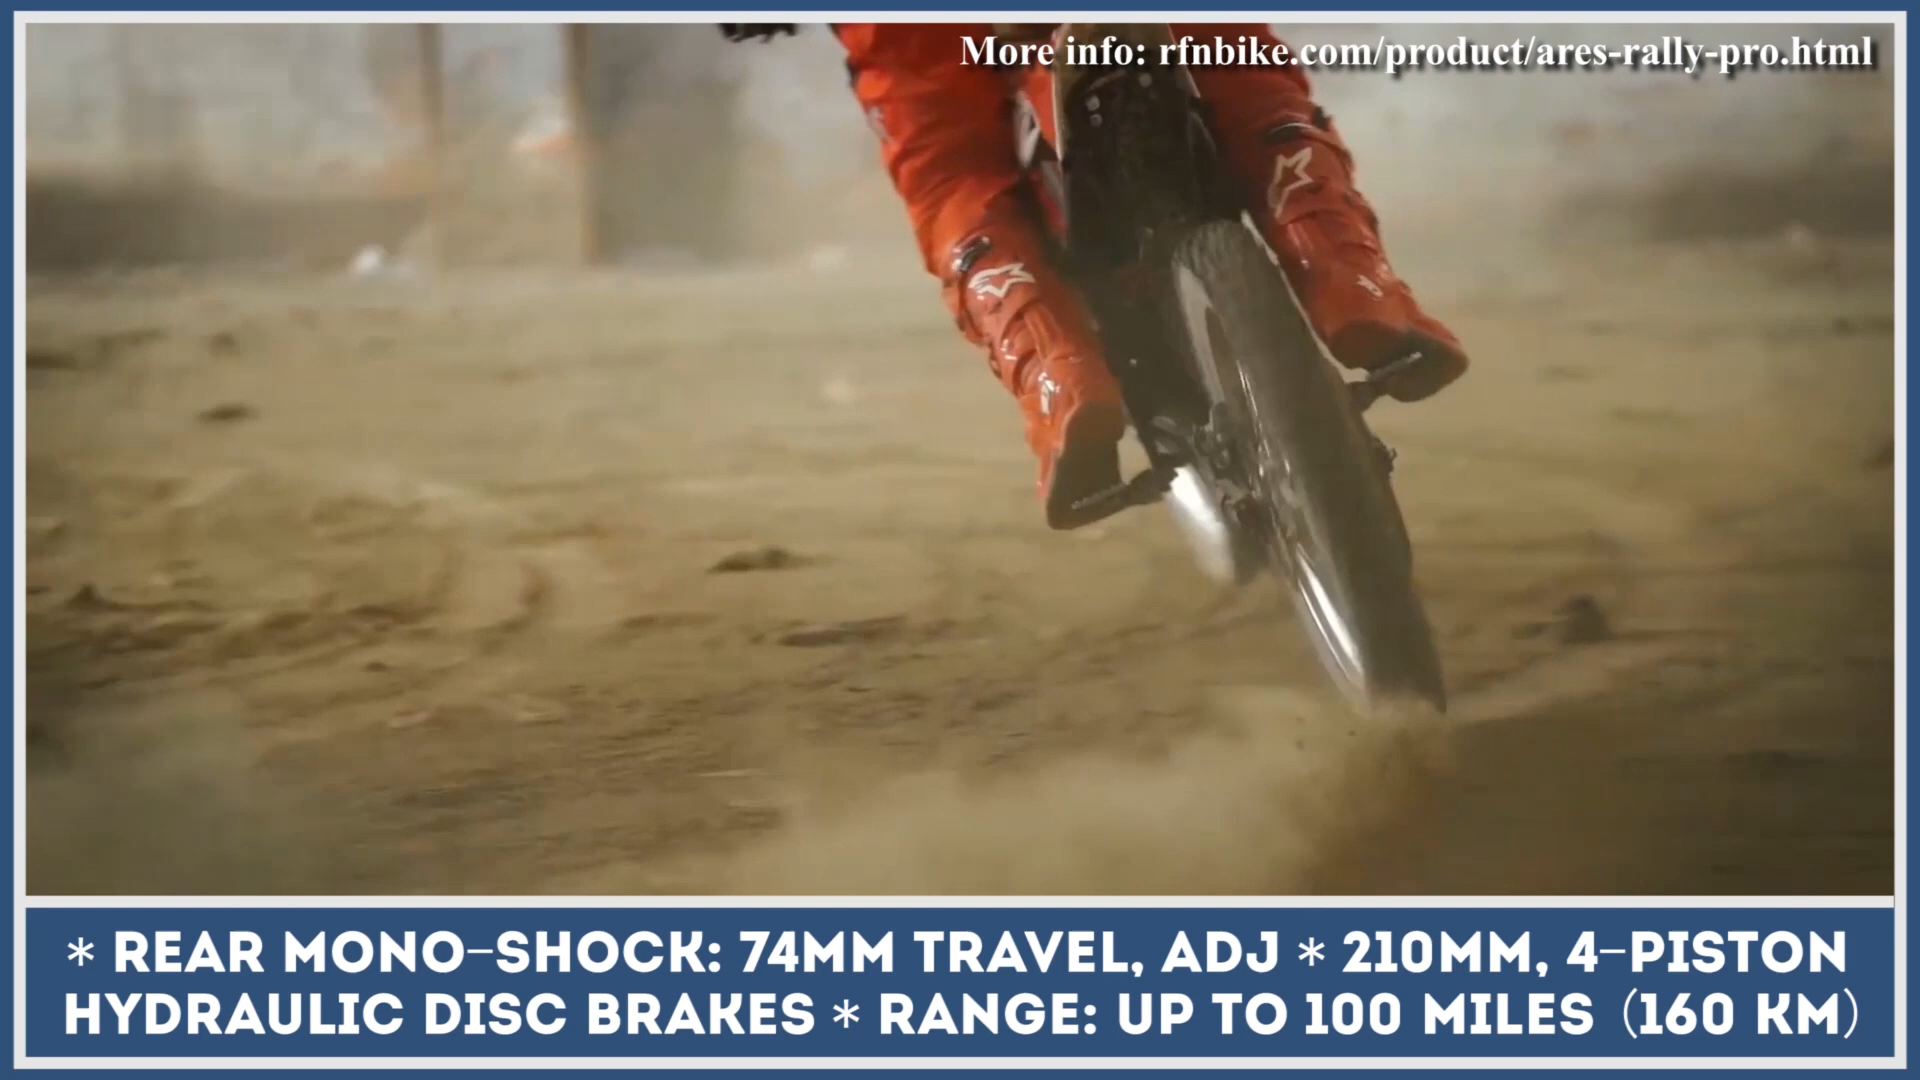 More info: rfnbike.com/product/ares-rally-pro.html
* REAR MONO-SHOCK: 74MM TRAVEL, ADJ * 210MM, 4-PISTON
HYDRAULIC DISC BRAKES * RANGE: UP TO 100 MILES (160 KM)